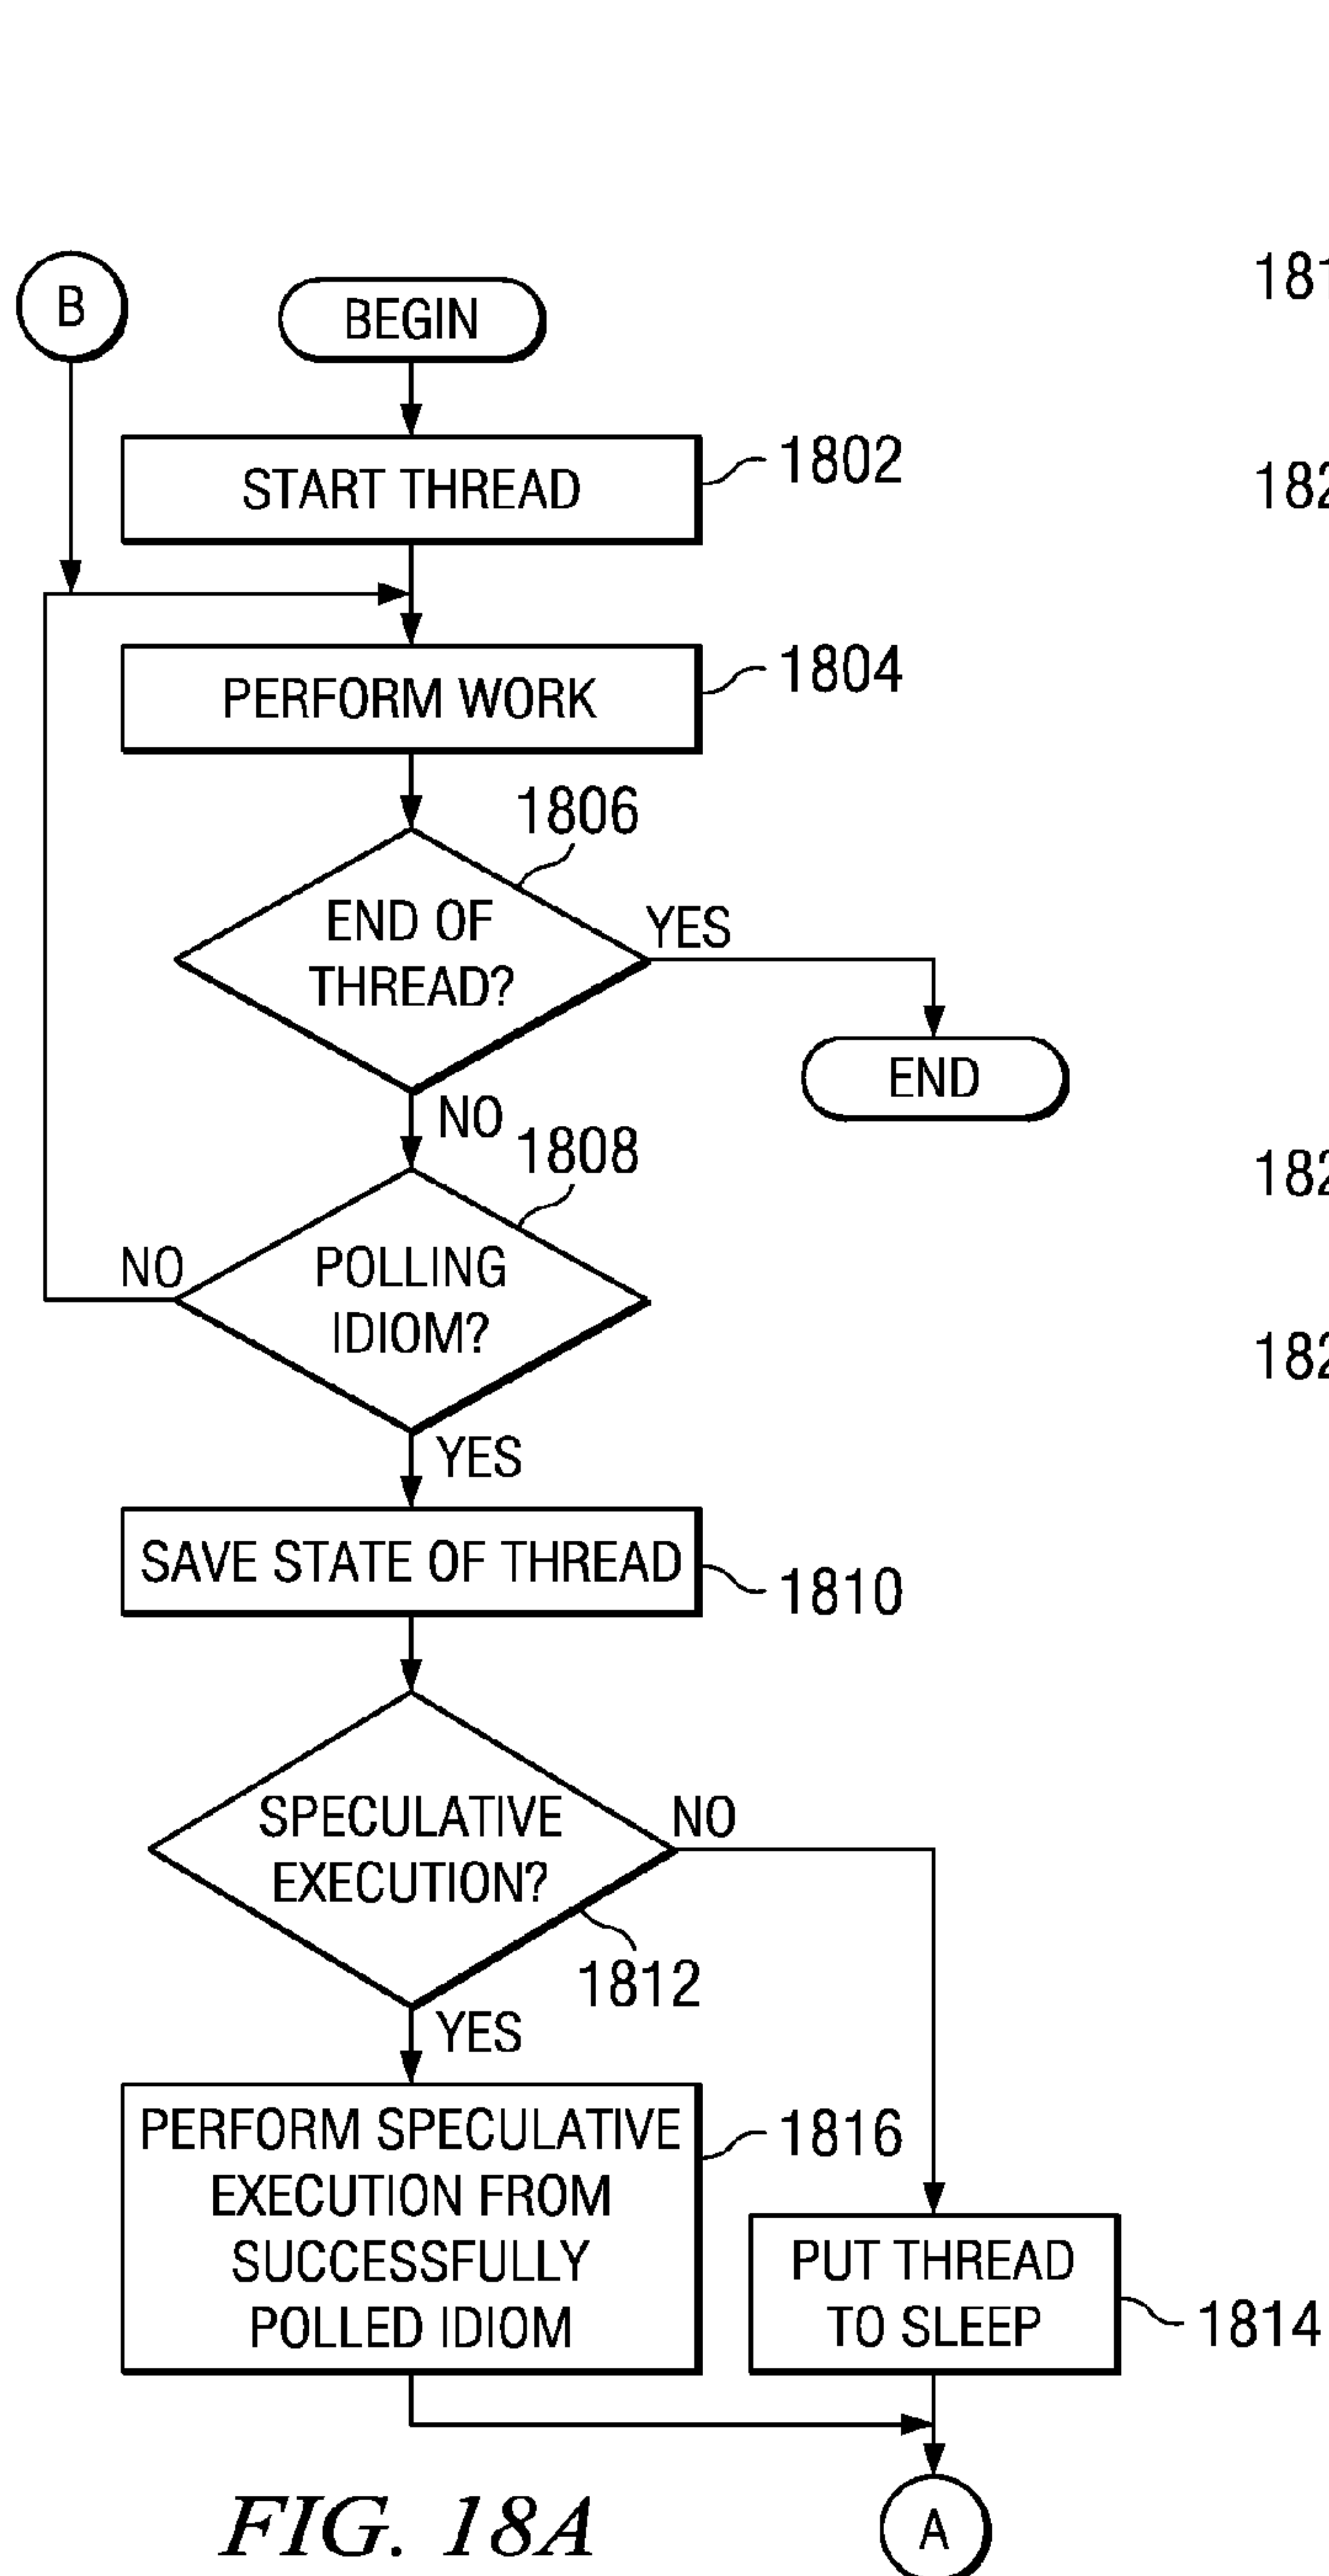 B
BEGIN
START THREAD
1802
PERFORM WORK
1804
1806
END OF
THREAD?
YES
END
NO
1808
POLLING
IDIOM?
NO
YES
SAVE STATE OF THREAD
1810
SPECULATIVE
EXECUTION?
NO
1812
YES
PERFORM SPECULATIVE
EXECUTION FROM
SUCCESSFULLY
POLLED IDIOM
1816
PUT THREAD
TO SLEEP
1814
A
FIG. 18A